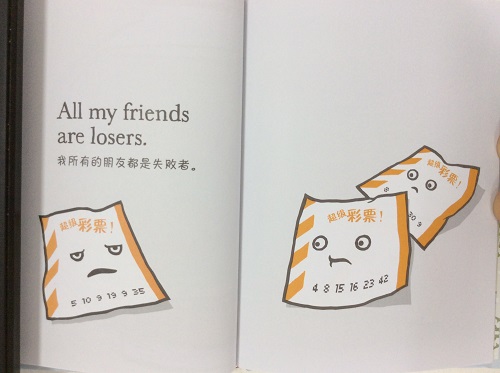 All my friends
are losers.
我所有的朋友都是失败者。
超级彩票!
5 10 9 19 9 35
超级彩票!
4 8 15 16 23 42
超级彩票!
30 9